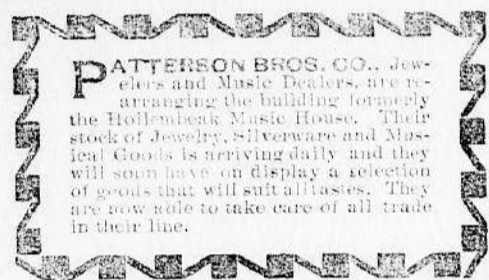 PATTERSON BROS. CO., Jew-
elers and Music Dealers, are re-
arranging the building formerly
the Hollembeak Music House. Their
stock of Jewelry, Silverware and Mus-
ical Goods is arriving daily and they
will soon have on display a selection
of goods that will suit all tastes. They
are now able to take care of all trade
in their line.